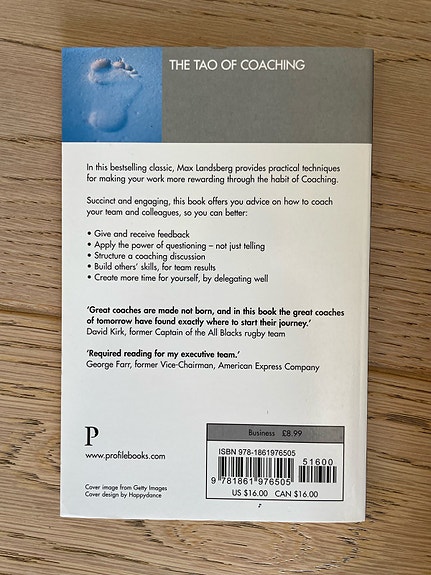 THE TAO OF COACHING
In this bestselling classic, Max Landsberg provides practical techniques
for making your work more rewarding through the habit of Coaching.
Succinct and engaging, this book offers you advice on how to coach
your team and colleagues, so you can better:
• Give and receive feedback
• Apply the power of questioning – not just telling
• Structure a coaching discussion
• Build others' skills, for team results
• Create more time for yourself, by delegating well
'Great coaches are made not born, and in this book the great coaches
of tomorrow have found exactly where to start their journey.'
David Kirk, former Captain of the All Blacks rugby team
'Required reading for my executive team.'
George Farr, former Vice-Chairman, American Express Company
P
www.profilebooks.com
Cover image from Getty Images
Cover design by Happydance
Business £8.99
ISBN 978-1861976505
51600
9 781861 976505
US $16.00 CAN $16.00